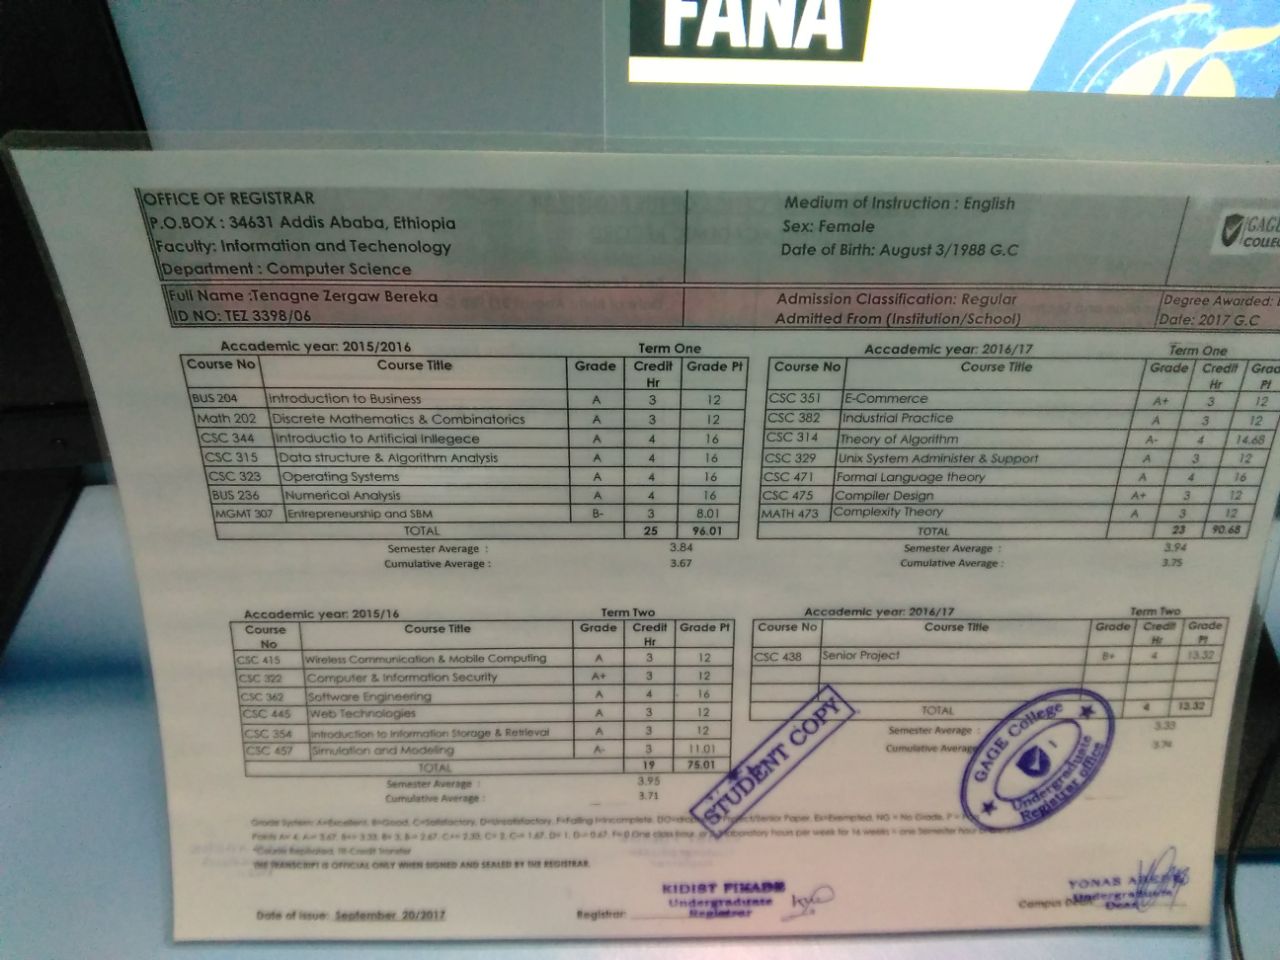 FANA
OFFICE OF REGISTRAR
P.O.BOX : 34631 Addis Ababa, Ethiopia
Faculty: Information and Techenology
Department : Computer Science
Medium of Instruction : English
Sex: Female
Date of Birth: August 3/1988 G.C
GAGE
COLLE
Full Name :Tenagne Zergaw Bereka
ID NO: TEZ 3398/06
Admission Classification: Regular
Admitted From (Institution/School)
Degree Awarded:
Date: 2017 G.C
Accademic year: 2015/2016 Term One
Course No Course Title Grade Credit Hr Grade Pt
BUS 204 Introduction to Business A 3 12
Math 202 Discrete Mathematics & Combinatorics A 3 12
CSC 344 Introductio to Artificial Inllegece A 4 16
CSC 315 Data structure & Algorithm Analysis A 4 16
CSC 323 Operating Systems A 4 16
BUS 236 Numerical Analysis A 4 16
MGMT 307 Entrepreneurship and SBM B- 3 8.01
TOTAL 25 96.01
Semester Average : 3.84
Cumulative Average : 3.67
Accademic year: 2016/17 Term One
Course No Course Title Grade Credit Hr Grad Pt
CSC 351 E-Commerce A+ 3 12
CSC 382 Industrial Practice A 3 12
CSC 314 Theory of Algorithm A- 4 14.68
CSC 329 Unix System Administer & Support A 3 12
CSC 471 Formal Language theory A 4 16
CSC 475 Compiler Design A+ 3 12
MATH 473 Complexity Theory A 3 12
TOTAL 23 90.68
Semester Average : 3.94
Cumulative Average : 3.75
Accademic year: 2015/16 Term Two
Course No Course Title Grade Credit Hr Grade Pt
CSC 415 Wireless Communication & Mobile Computing A 3 12
CSC 322 Computer & Information Security A+ 3 12
CSC 362 Software Engineering A 4 16
CSC 445 Web Technologies A 3 12
CSC 354 Introduction to Information Storage & Retrieval A 3 12
CSC 457 Simulation and Modeling A- 3 11.01
TOTAL 19 75.01
Semester Average : 3.95
Cumulative Average : 3.71
Accademic year: 2016/17 Term Two
Course No Course Title Grade Credit Hr Grade Pt
CSC 438 Senior Project B+ 4 13.32
TOTAL 4 13.32
Semester Average : 3.33
Cumulative Average 3.74
STUDENT COPY
GAGE College
Undergraduate
Registrar office
Grade System: A=Excellent, B=Good, C=Satisfactory, D=Unsatisfactory, F=Failing I=Incomplete, Project/Senior Paper, Ex=Exempted, NG = No Grade,
Points A= 4, A-= 3.67, B+= 3.33, B= 3, B-= 2.67, C+= 2.33, C= 2, C-= 1.67, D= 1, D-= 0.67, F=0 One class hour, laboratory hours per week for 16 weeks = one Semester hour
*Course Repeated, TR-Credit Transfer
THE TRANSCRIPT IS OFFICIAL ONLY WHEN SIGNED AND SEALED BY THE REGISTRAR.
Date of issue: September 20/2017
Registrar:
KIDIST
Undergraduate
Registrar
Campus
YONAS
Undergraduate
Dean